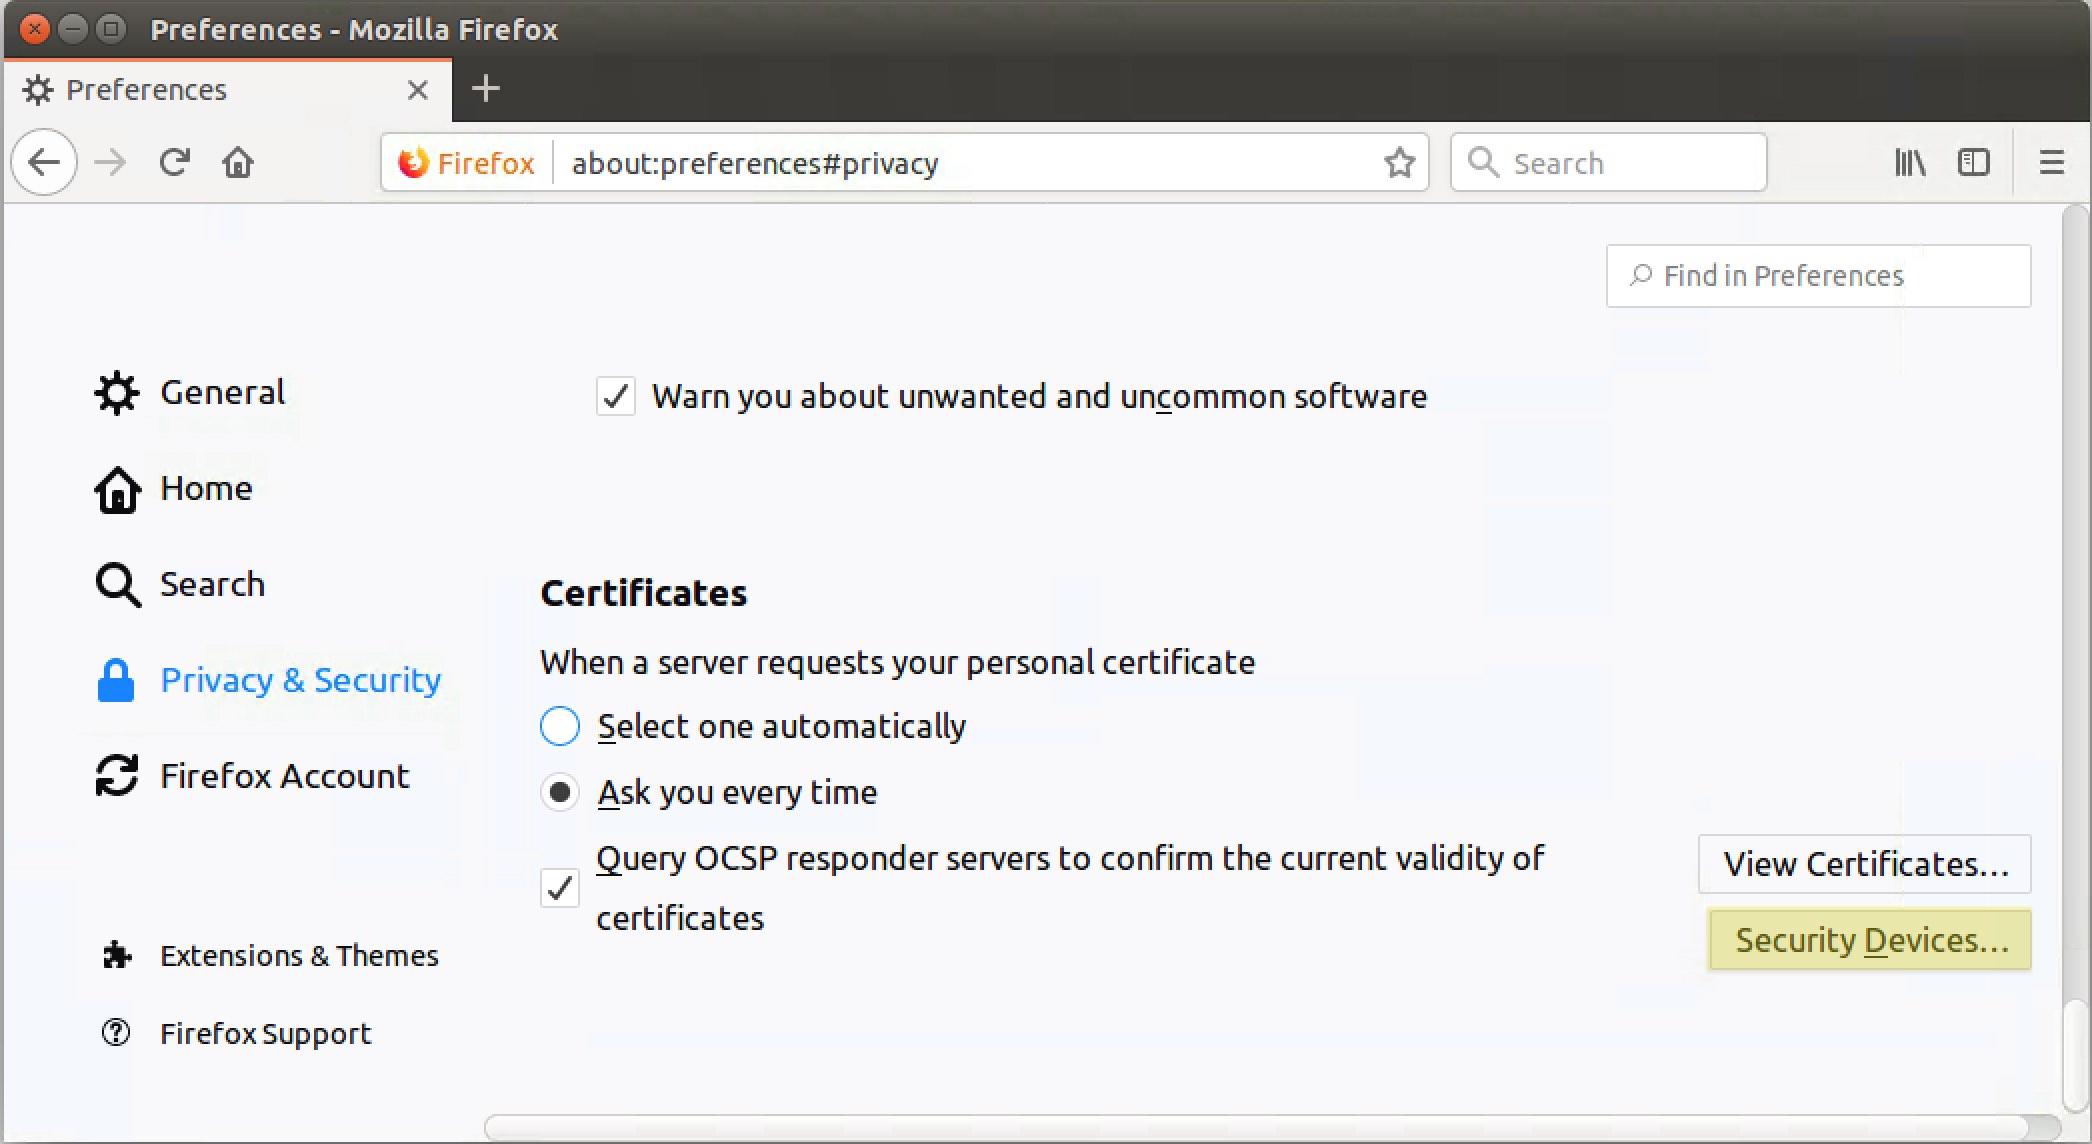 Preferences - Mozilla Firefox
Preferences
Firefox
about:preferences#privacy
Search
Find in Preferences
General
Home
Search
Privacy & Security
Firefox Account
Extensions & Themes
Firefox Support
Warn you about unwanted and uncommon software
Certificates
When a server requests your personal certificate
Select one automatically
Ask you every time
Query OCSP responder servers to confirm the current validity of
certificates
View Certificates...
Security Devices...